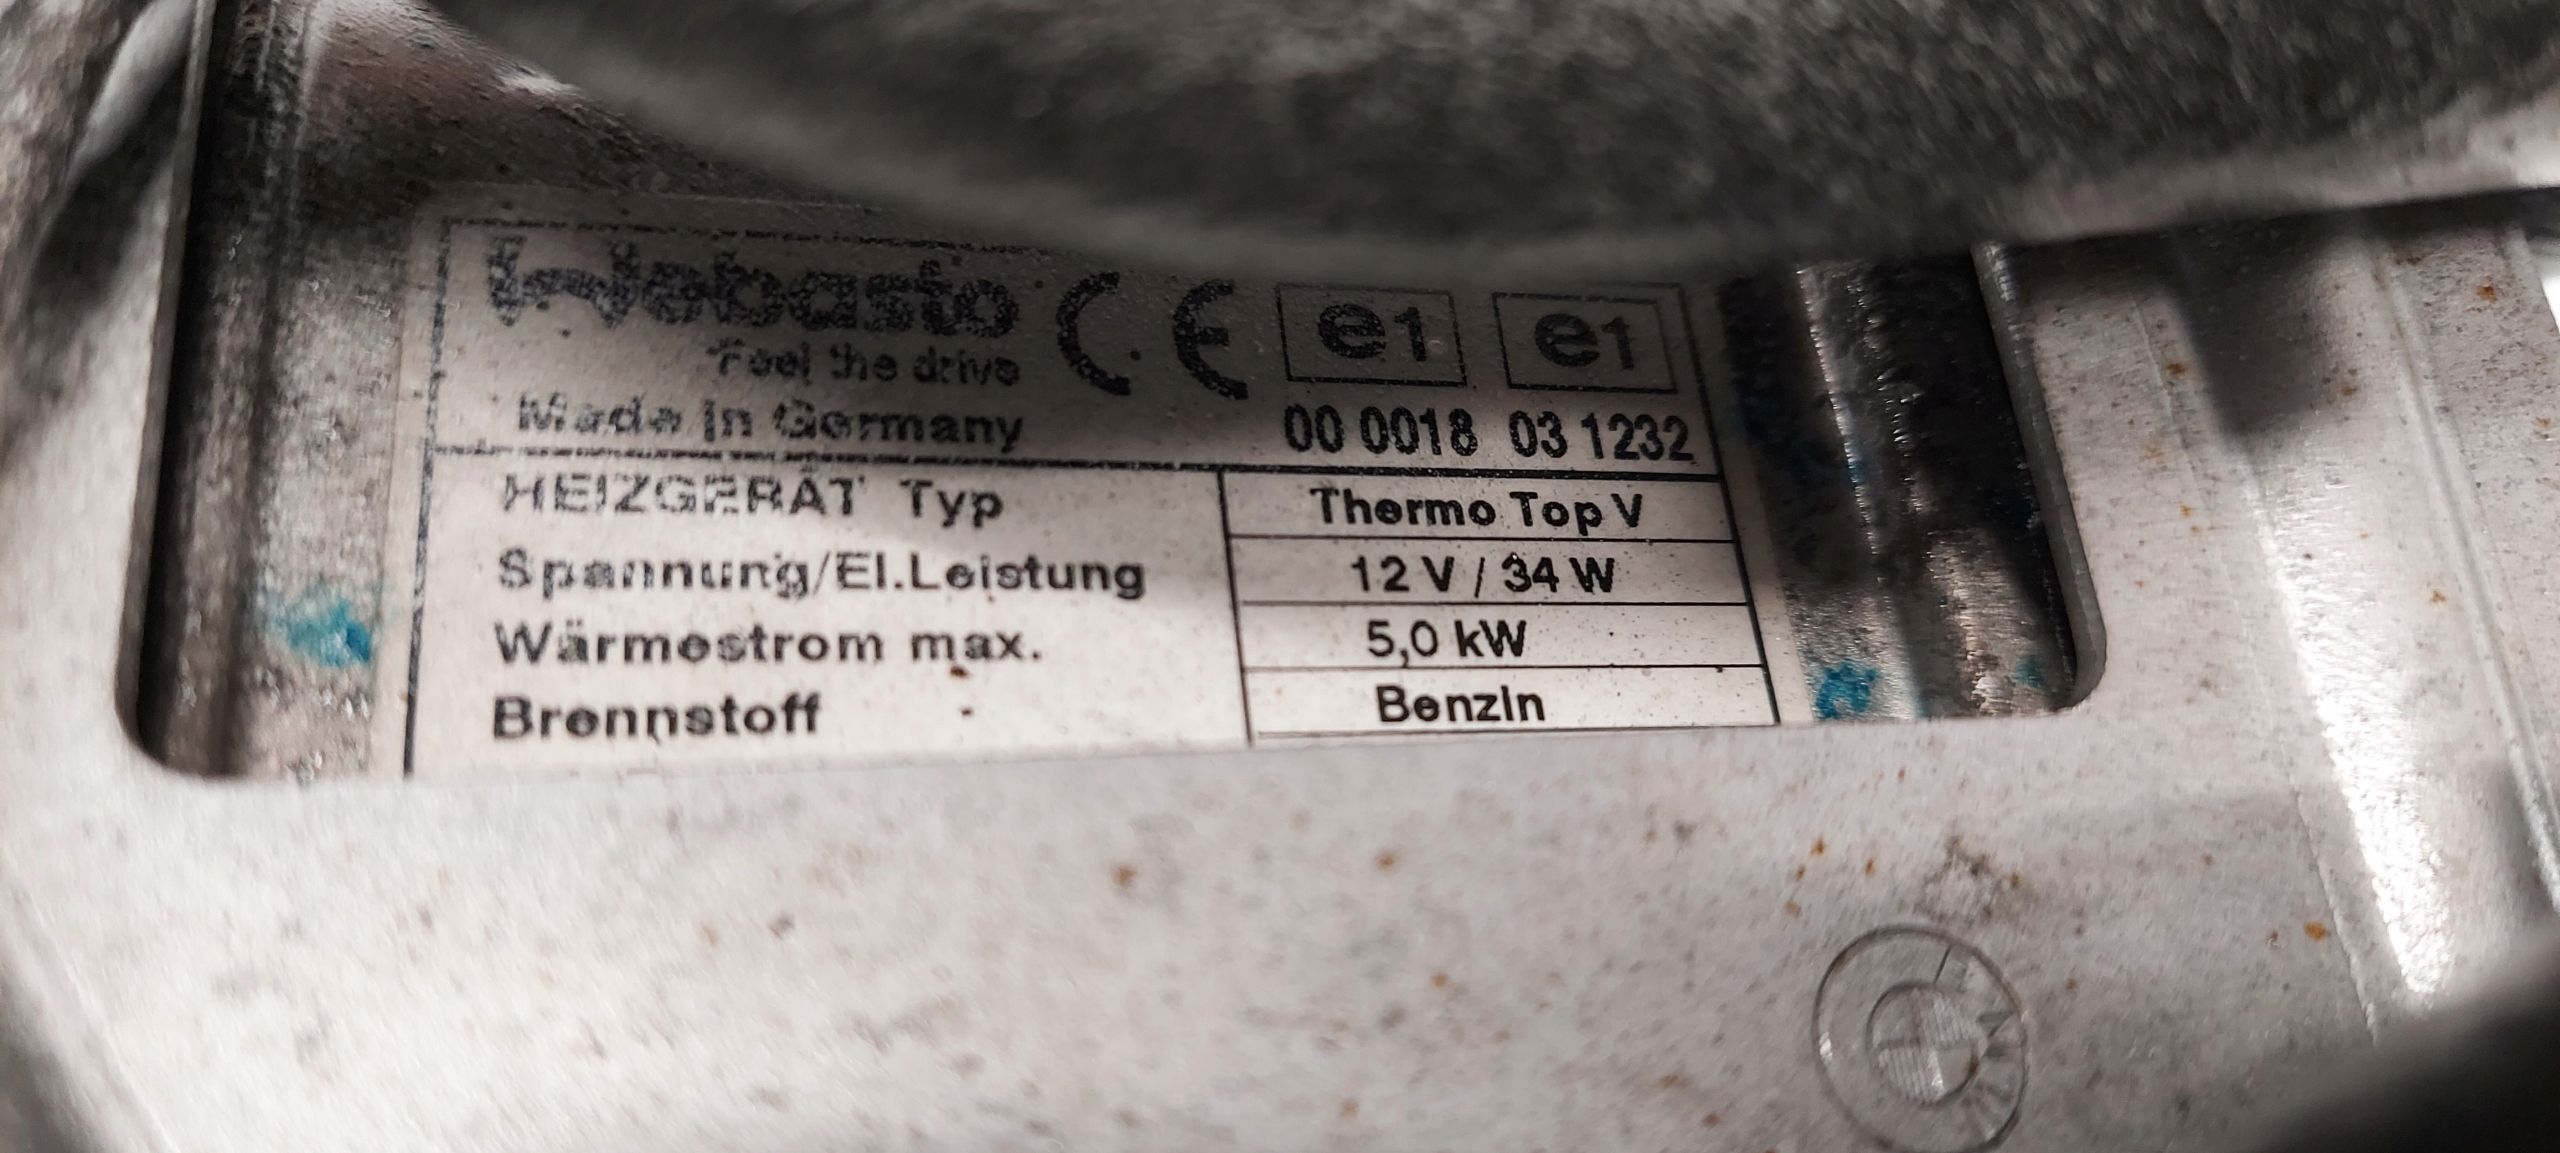 Webasto
Feel the drive
Made in Germany
CE e1 e1
00 0018 03 1232
HEIZGERÄT Typ Thermo Top V
Spannung/El.Leistung 12 V / 34 W
Wärmestrom max. 5,0 kW
Brennstoff Benzin